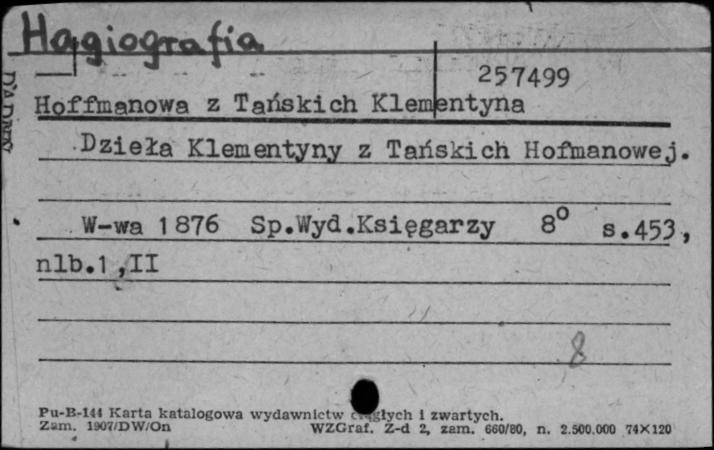 Hagiografia
257499
Hoffmanowa z Tańskich Klementyna
Dzieła Klementyny z Tańskich Hofmanowej.
W-wa 1876 Sp.Wyd.Księgarzy 8° s.453,
nlb.1,II
8
Pu-B-144 Karta katalogowa wydawnictw ciągłych i zwartych.
Zam. 1907/DW/On WZGraf. Z-d 2, zam. 660/80, n. 2.500.000 74×120